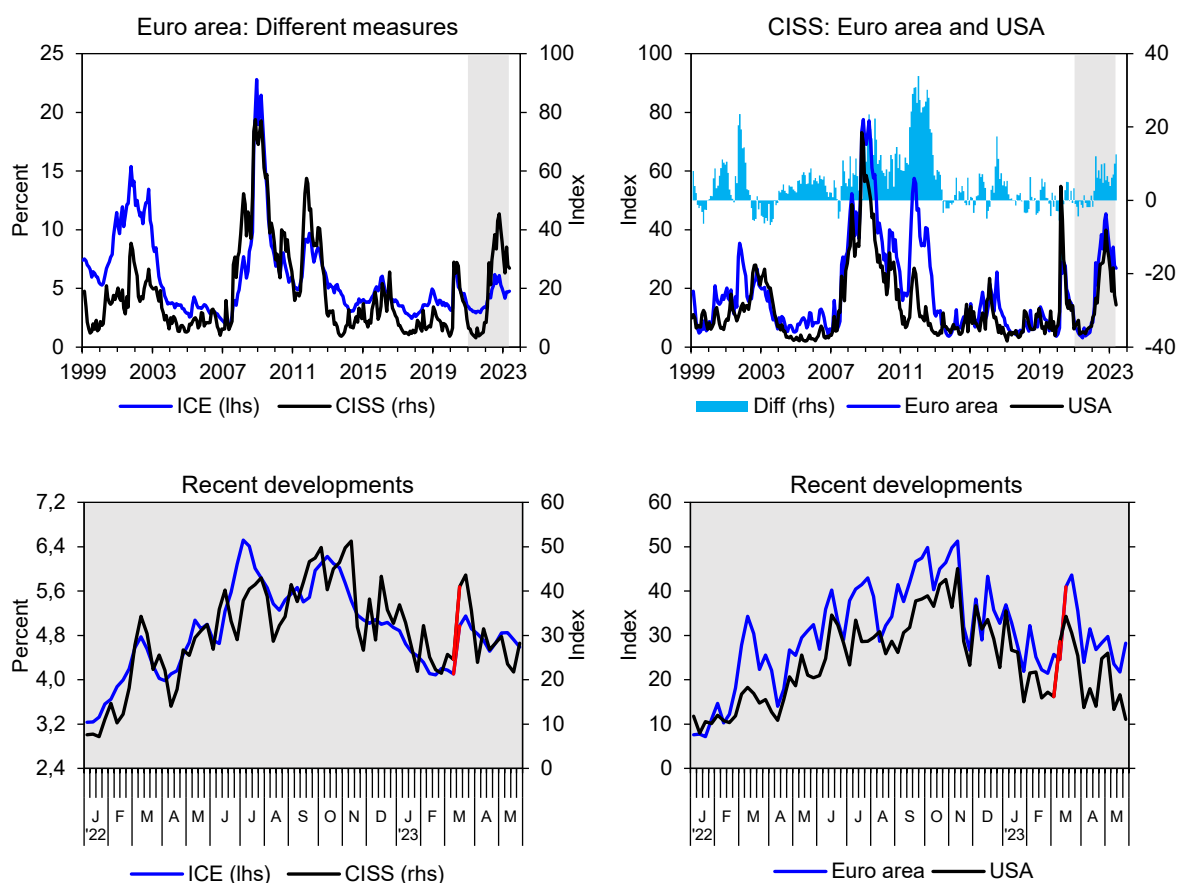 Euro area: Different measures
25
20
15
10
5
0
100
80
60
40
20
0
Percent
Index
1999 2003 2007 2011 2015 2019 2023
ICE (lhs) CISS (rhs)
CISS: Euro area and USA
100
80
60
40
20
0
40
20
0
-20
-40
Index
1999 2003 2007 2011 2015 2019 2023
Diff (rhs) Euro area USA
Recent developments
7,2
6,4
5,6
4,8
4,0
3,2
2,4
60
50
40
30
20
10
0
Percent
Index
J F M A M J J A S O N D J F M A M
'22 '23
ICE (lhs) CISS (rhs)
Recent developments
60
50
40
30
20
10
0
Index
J F M A M J J A S O N D J F M A M
'22 '23
Euro area USA